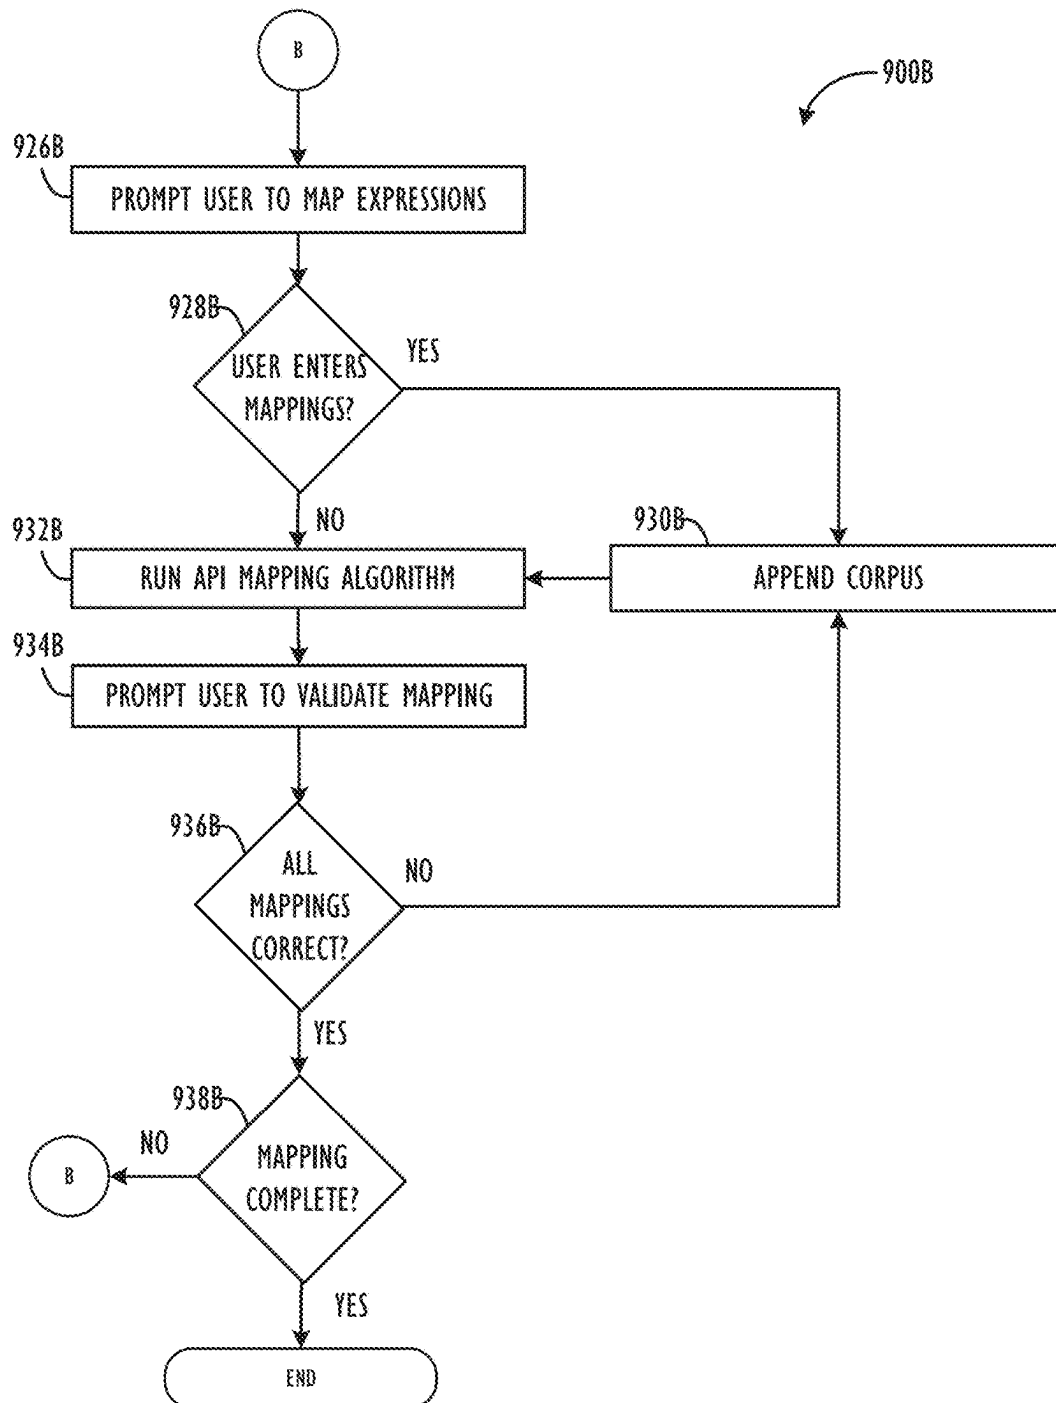 B
900B
926B
PROMPT USER TO MAP EXPRESSIONS
928B
USER ENTERS
MAPPINGS?
YES
NO
932B
RUN API MAPPING ALGORITHM
930B
APPEND CORPUS
934B
PROMPT USER TO VALIDATE MAPPING
936B
ALL
MAPPINGS
CORRECT?
NO
YES
938B
MAPPING
COMPLETE?
NO
B
YES
END